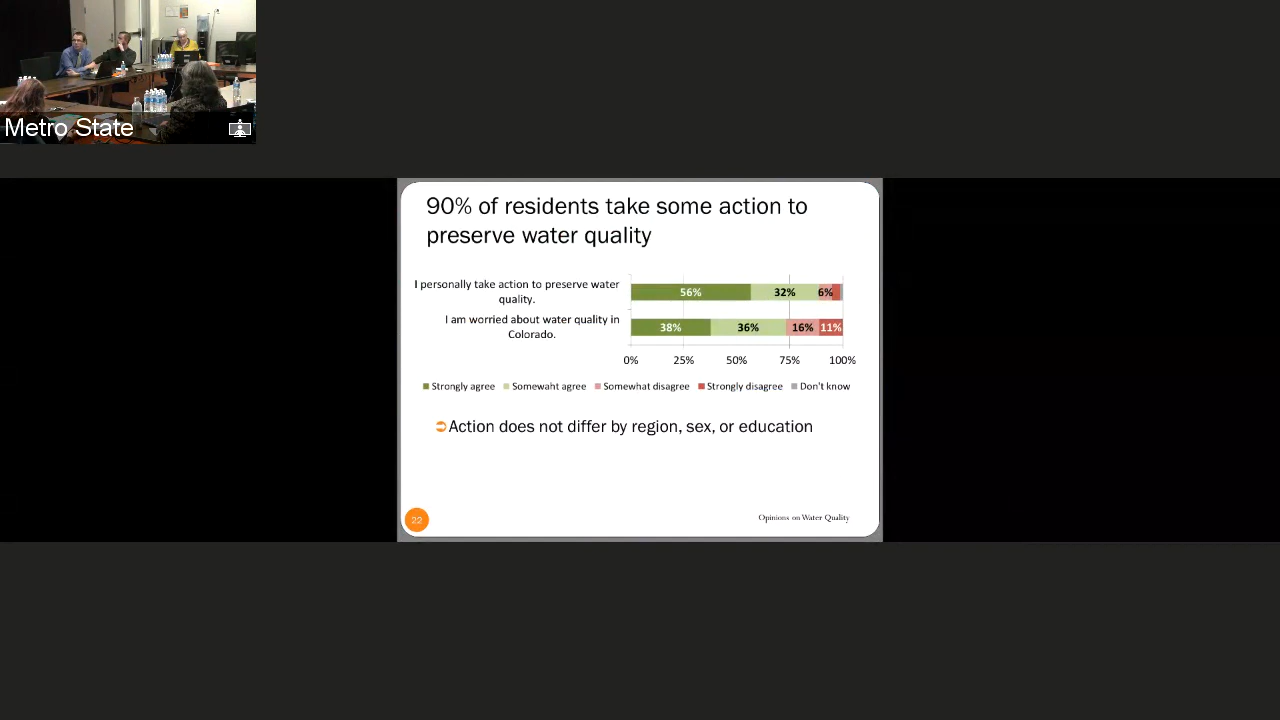 Metro State
90% of residents take some action to
preserve water quality
I personally take action to preserve water
quality.
56% 32% 6%
I am worried about water quality in
Colorado.
38% 36% 16% 11%
0% 25% 50% 75% 100%
Strongly agree Somewaht agree Somewhat disagree Strongly disagree Don't know
Action does not differ by region, sex, or education
22
Opinions on Water Quality